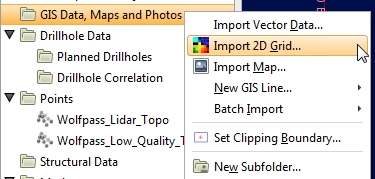 GIS Data, Maps and Photos
Drillhole Data
Planned Drillholes
Drillhole Correlation
Points
Wolfpass_Lidar_Topo
Wolfpass_Low_Quality_T
Structural Data
Import Vector Data...
Import 2D Grid...
Import Map...
New GIS Line...
Batch Import
Set Clipping Boundary...
New Subfolder...